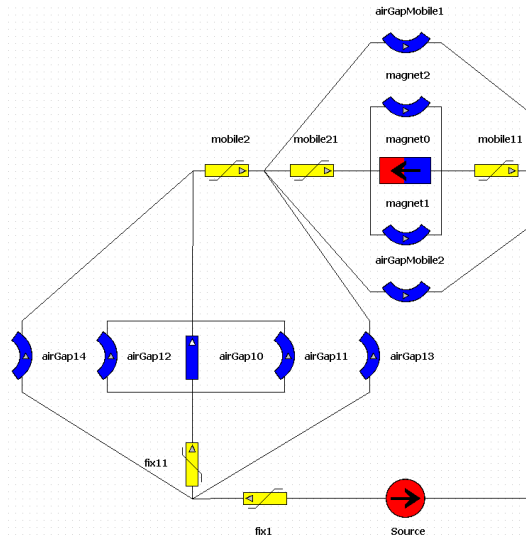 airGapMobile1
magnet2
mobile2
mobile21
magnet0
mobile11
magnet1
airGapMobile2
airGap14
airGap12
airGap10
airGap11
airGap13
fix11
fix1
Source